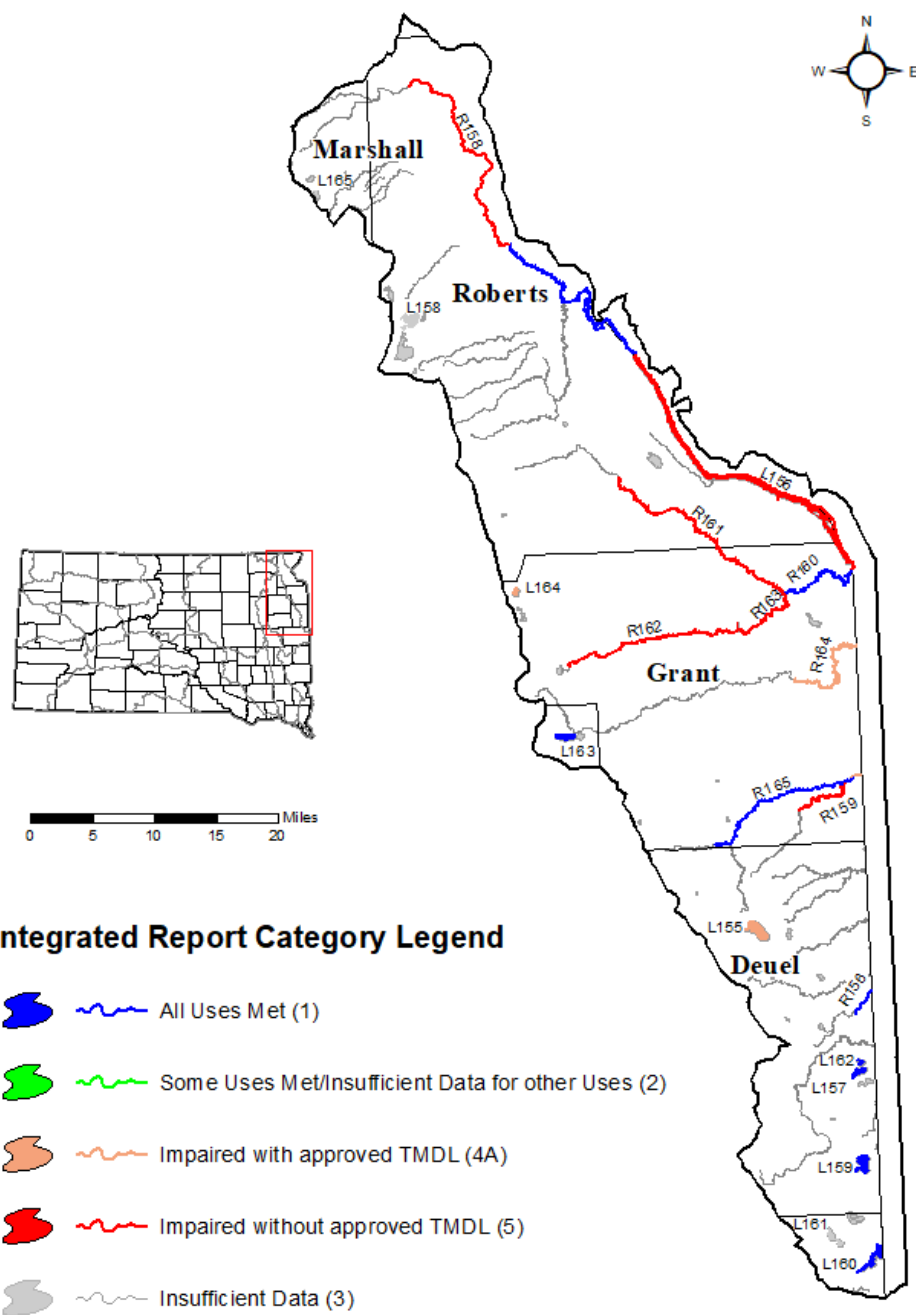 N
W E
S
R158
Marshall
L165
Roberts
L158
L156
R161
R160
L164
R163
R162
R164
Grant
L163
Miles
0 5 10 15 20
R165
R159
L155
Deuel
R156
L162
L157
L159
L161
L160
ntegrated Report Category Legend
All Uses Met (1)
Some Uses Met/Insufficient Data for other Uses (2)
Impaired with approved TMDL (4A)
Impaired without approved TMDL (5)
Insufficient Data (3)